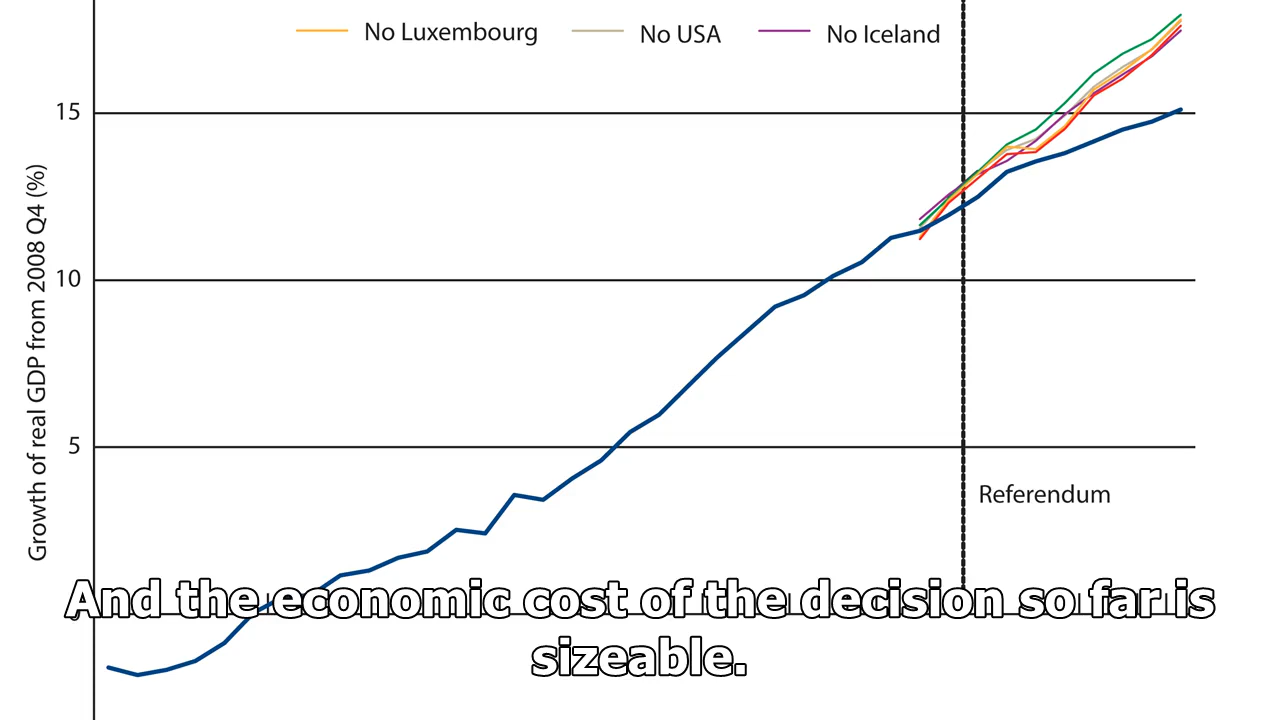 No Luxembourg No USA No Iceland
15
10
5
Growth of real GDP from 2008 Q4 (%)
Referendum
And the economic cost of the decision so far is
sizeable.